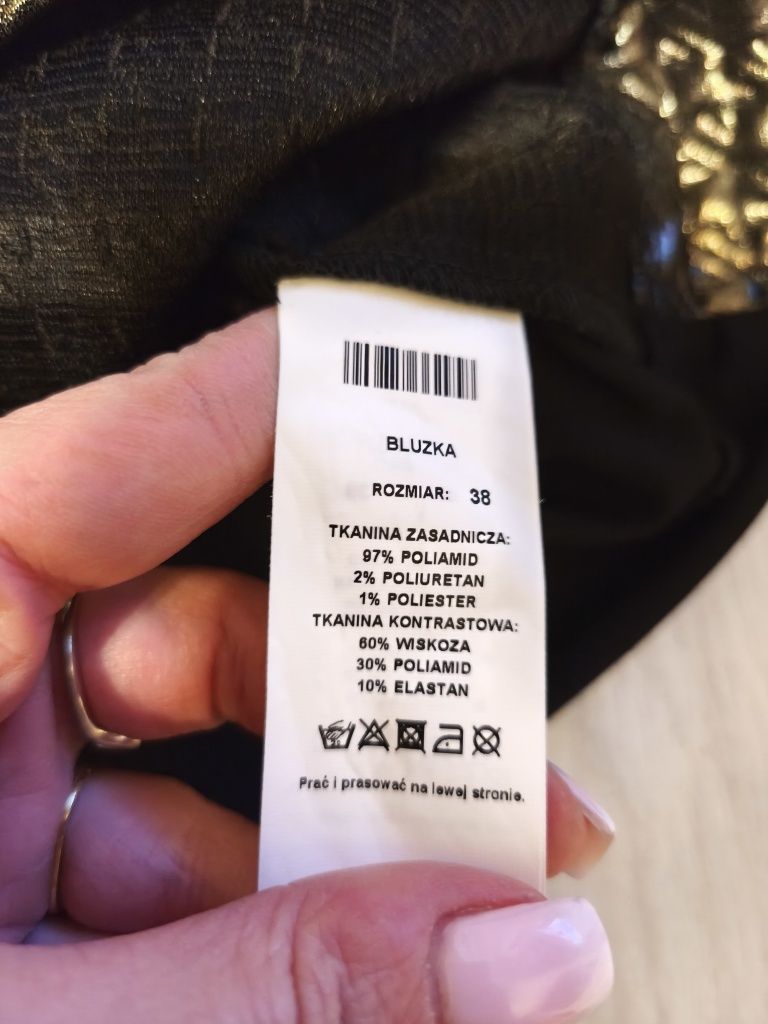 BLUZKA
ROZMIAR: 38
TKANINA ZASADNICZA:
97% POLIAMID
2% POLIURETAN
1% POLIESTER
TKANINA KONTRASTOWA:
60% WISKOZA
30% POLIAMID
10% ELASTAN
Prać i prasować na lewej stronie.